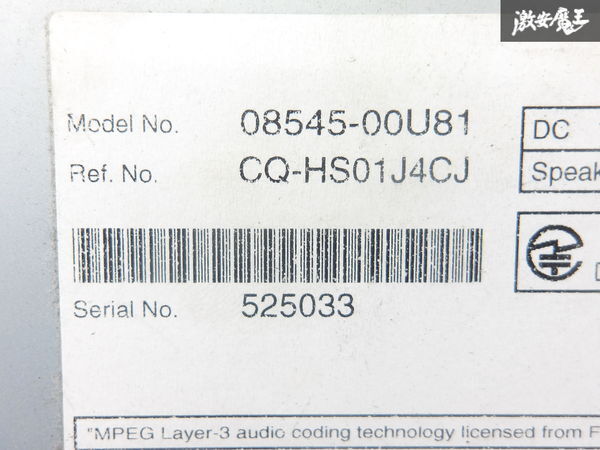 激安魔王
Model No. 08545-00U81
DC
Ref. No. CQ-HS01J4CJ
Speak
Serial No. 525033
"MPEG Layer-3 audio coding technology licensed from F